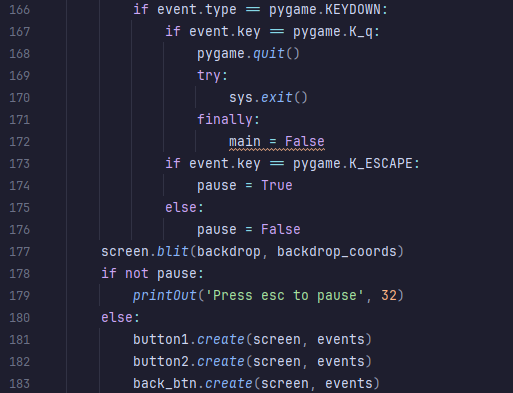 166 if event.type == pygame.KEYDOWN:
167 if event.key == pygame.K_q:
168 pygame.quit()
169 try:
170 sys.exit()
171 finally:
172 main = False
173 if event.key == pygame.K_ESCAPE:
174 pause = True
175 else:
176 pause = False
177 screen.blit(backdrop, backdrop_coords)
178 if not pause:
179 printOut('Press esc to pause', 32)
180 else:
181 button1.create(screen, events)
182 button2.create(screen, events)
183 back_btn.create(screen, events)